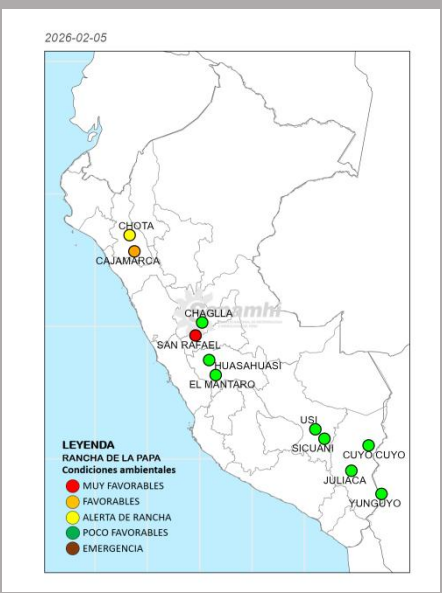 2026-02-05
CHOTA
CAJAMARCA
CHAGLLA
SAN RAFAEL
HUASAHUASI
EL MANTARO
USI
SICUANI
CUYO CUYO
JULIACA
YUNGUYO
LEYENDA
RANCHA DE LA PAPA
Condiciones ambientales
MUY FAVORABLES
FAVORABLES
ALERTA DE RANCHA
POCO FAVORABLES
EMERGENCIA